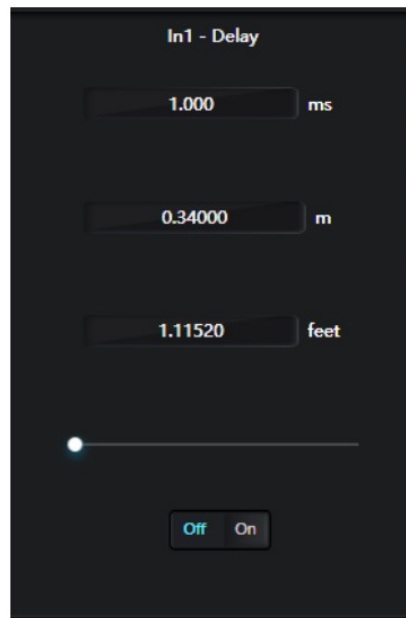 In1 - Delay
1.000 ms
0.34000 m
1.11520 feet
Off On